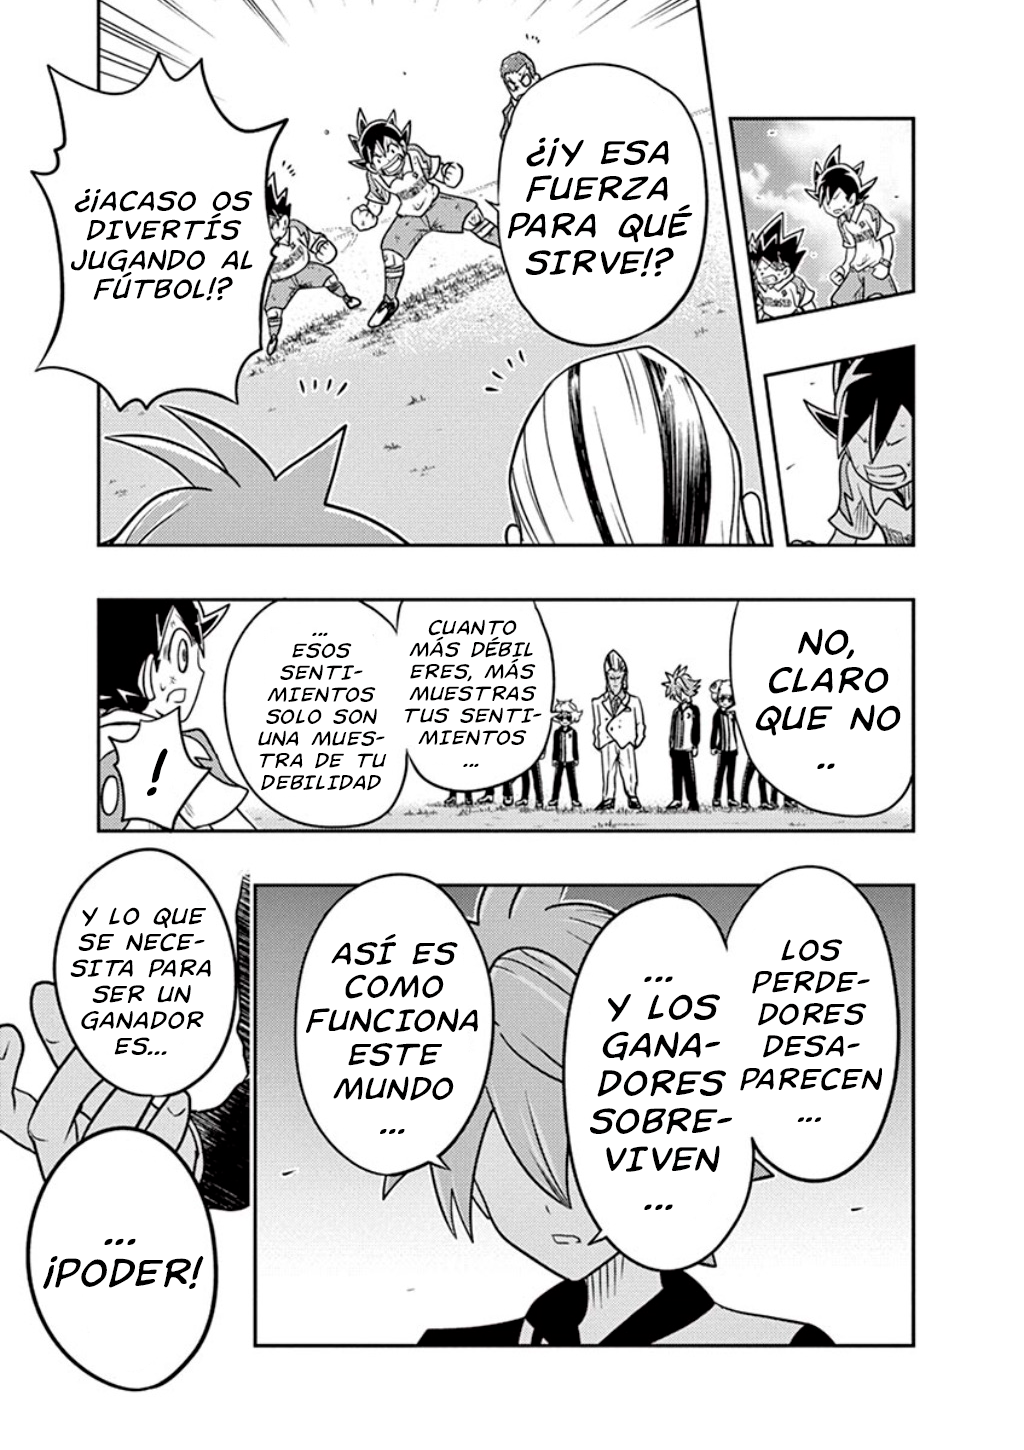 ¿¡Y ESA
FUERZA
PARA QUÉ
SIRVE!?
¿¡ACASO OS
DIVERTÍS
JUGANDO AL
FÚTBOL!?
NO,
CLARO
QUE NO
..
CUANTO
MÁS DÉBIL
ERES, MÁS
MUESTRAS
TUS SENTI-
MIENTOS
...
...
ESOS
SENTI-
MIENTOS
SOLO SON
UNA MUES-
TRA DE TU
DEBILIDAD
!
LOS
PERDE-
DORES
DESA-
PARECEN
...
...
Y LOS
GANA-
DORES
SOBRE-
VIVEN
...
ASÍ ES
COMO
FUNCIONA
ESTE
MUNDO
...
Y LO QUE
SE NECE-
SITA PARA
SER UN
GANADOR
ES...
...
¡PODER!